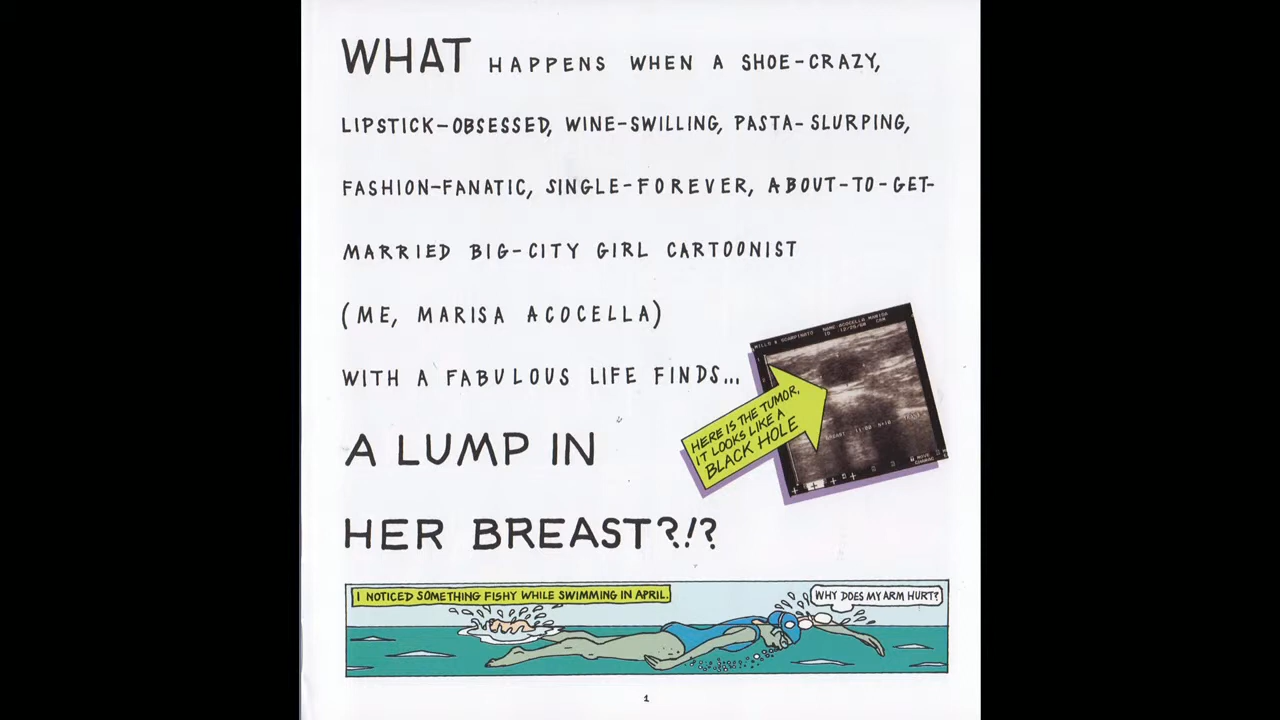 WHAT HAPPENS WHEN A SHOE-CRAZY,
LIPSTICK-OBSESSED, WINE-SWILLING, PASTA-SLURPING,
FASHION-FANATIC, SINGLE-FOREVER, ABOUT-TO-GET-
MARRIED BIG-CITY GIRL CARTOONIST
(ME, MARISA ACOCELLA)
WITH A FABULOUS LIFE FINDS...
HERE IS THE TUMOR,
IT LOOKS LIKE A
BLACK HOLE
A LUMP IN
HER BREAST?!?
I NOTICED SOMETHING FISHY WHILE SWIMMING IN APRIL.
WHY DOES MY ARM HURT?
1